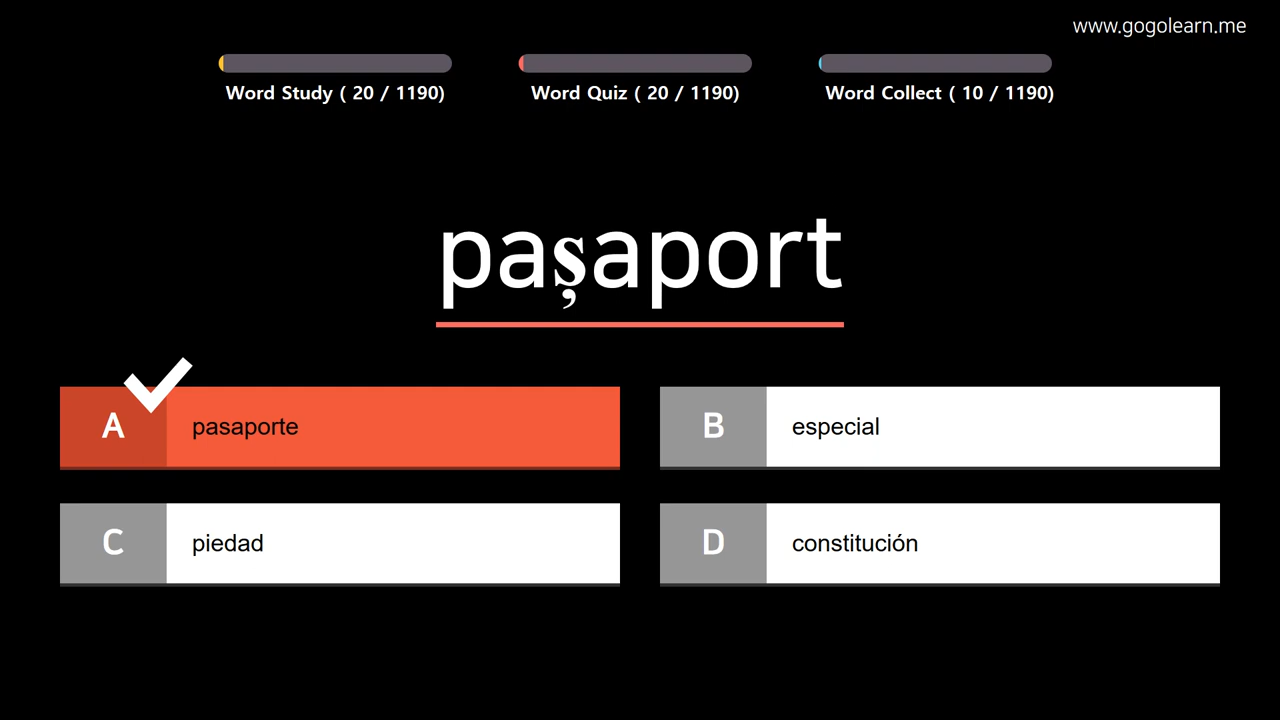 www.gogolearn.me
Word Study ( 20 / 1190)
Word Quiz ( 20 / 1190)
Word Collect ( 10 / 1190)
pașaport
A pasaporte
B especial
C piedad
D constitución